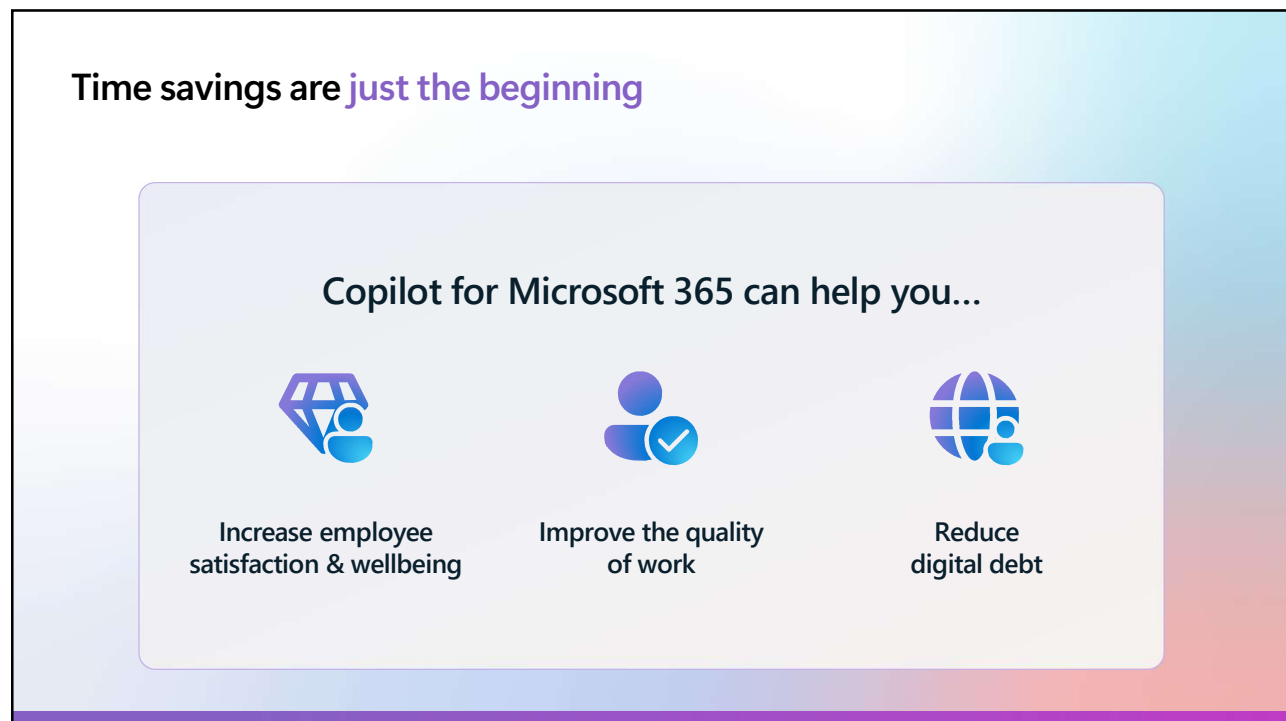 Time savings are just the beginning
Copilot for Microsoft 365 can help you...
Increase employee
satisfaction & wellbeing
Improve the quality
of work
Reduce
digital debt